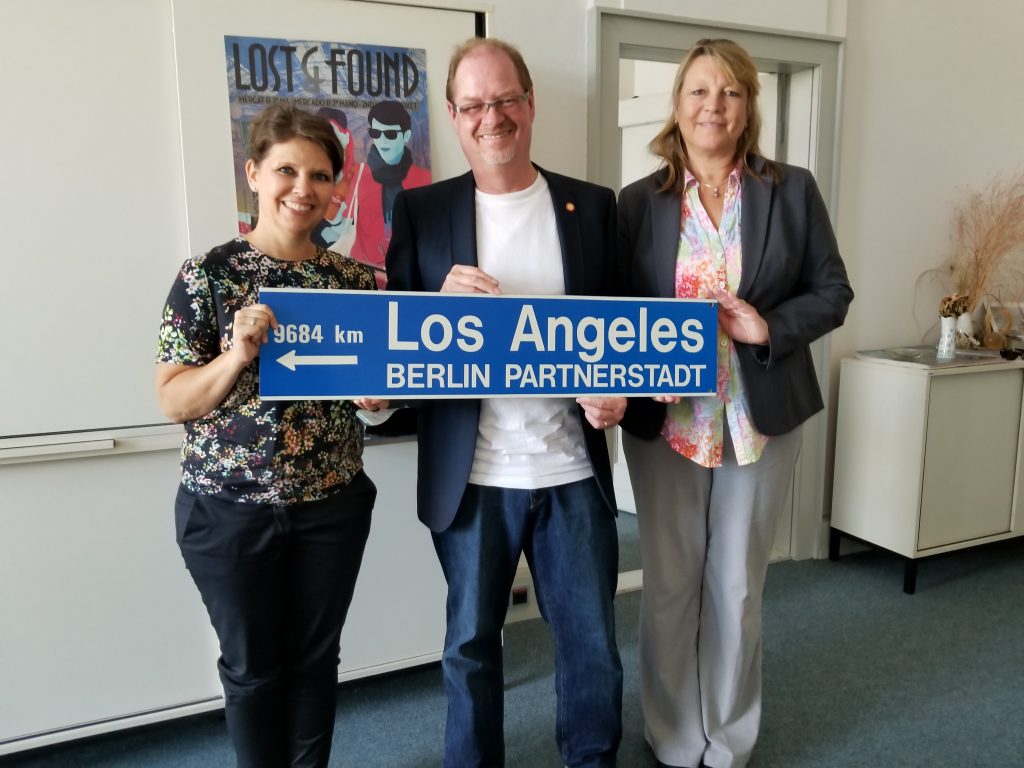 LOST & FOUND
9684 km
Los Angeles
BERLIN PARTNERSTADT